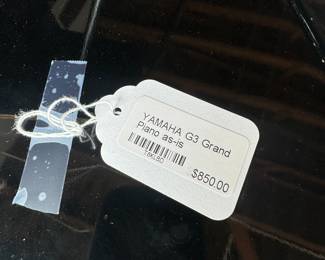 YAMAHA G3 Grand
Piano as-is
$850.00